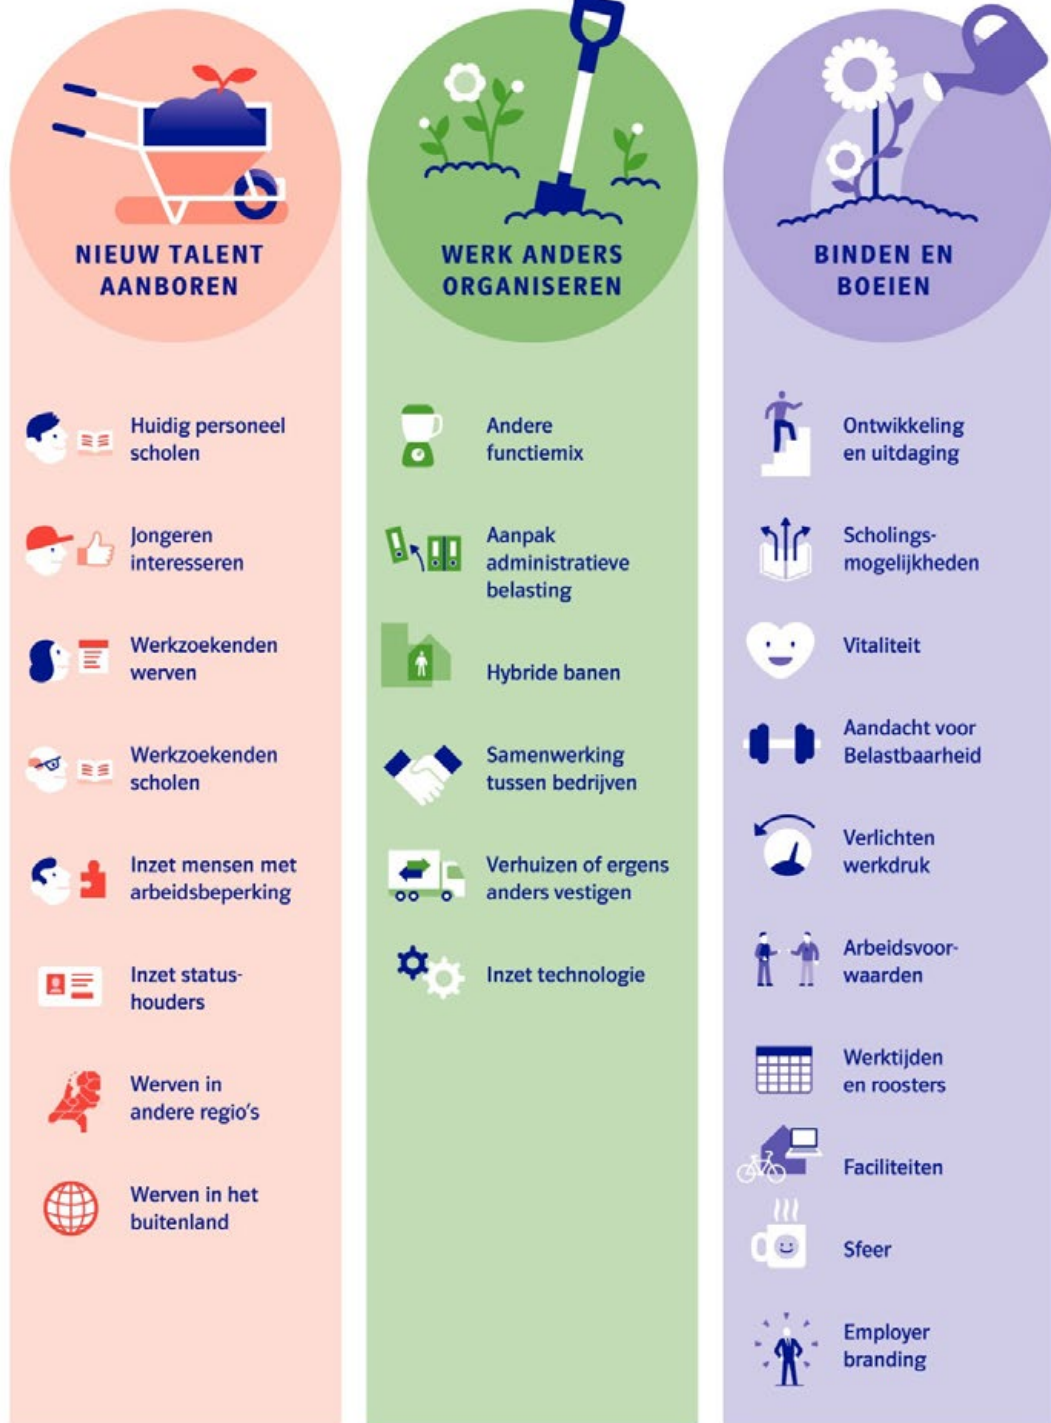 NIEUW TALENT
AANBOREN
Huidig personeel
scholen
Jongeren
interesseren
Werkzoekenden
werven
Werkzoekenden
scholen
Inzet mensen met
arbeidsbeperking
Inzet status-
houders
Werven in
andere regio's
Werven in het
buitenland
WERK ANDERS
ORGANISEREN
Andere
functiemix
Aanpak
administratieve
belasting
Hybride banen
Samenwerking
tussen bedrijven
Verhuizen of ergens
anders vestigen
Inzet technologie
BINDEN EN
BOEIEN
Ontwikkeling
en uitdaging
Scholings-
mogelijkheden
Vitaliteit
Aandacht voor
Belastbaarheid
Verlichten
werkdruk
Arbeidsvoor-
waarden
Werktijden
en roosters
Faciliteiten
Sfeer
Employer
branding